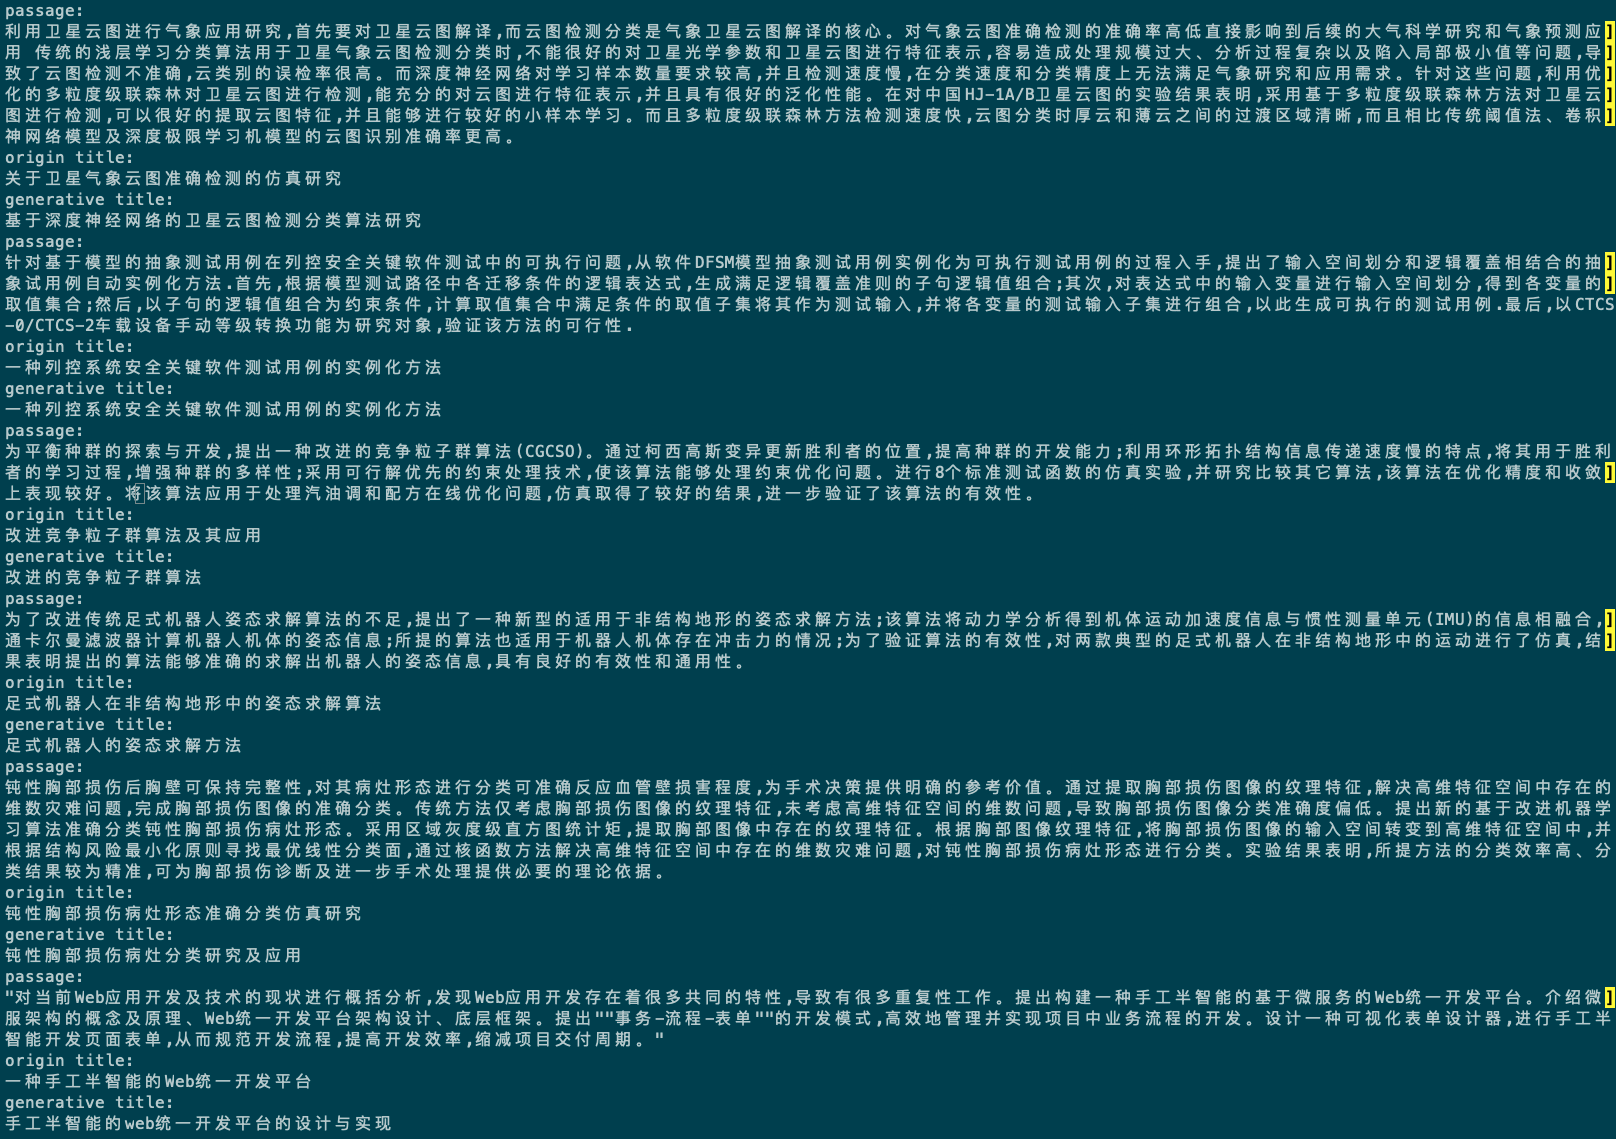 passage:
利用卫星云图进行气象应用研究,首先要对卫星云图解译,而云图检测分类是气象卫星云图解译的核心。对气象云图准确检测的准确率高低直接影响到后续的大气科学研究和气象预测应]
用 传统的浅层学习分类算法用于卫星气象云图检测分类时,不能很好的对卫星光学参数和卫星云图进行特征表示,容易造成处理规模过大、分析过程复杂以及陷入局部极小值等问题,导]
致了云图检测不准确,云类别的误检率很高。而深度神经网络对学习样本数量要求较高,并且检测速度慢,在分类速度和分类精度上无法满足气象研究和应用需求。针对这些问题,利用优]
化的多粒度级联森林对卫星云图进行检测,能充分的对云图进行特征表示,并且具有很好的泛化性能。在对中国HJ-1A/B卫星云图的实验结果表明,采用基于多粒度级联森林方法对卫星云]
图进行检测,可以很好的提取云图特征,并且能够进行较好的小样本学习。而且多粒度级联森林方法检测速度快,云图分类时厚云和薄云之间的过渡区域清晰,而且相比传统阈值法、卷积]
神网络模型及深度极限学习机模型的云图识别准确率更高。
origin title:
关于卫星气象云图准确检测的仿真研究
generative title:
基于深度神经网络的卫星云图检测分类算法研究
passage:
针对基于模型的抽象测试用例在列控安全关键软件测试中的可执行问题,从软件DFSM模型抽象测试用例实例化为可执行测试用例的过程入手,提出了输入空间划分和逻辑覆盖相结合的抽]
象试用例自动实例化方法.首先,根据模型测试路径中各迁移条件的逻辑表达式,生成满足逻辑覆盖准则的子句逻辑值组合;其次,对表达式中的输入变量进行输入空间划分,得到各变量的]
取值集合;然后,以子句的逻辑值组合为约束条件,计算取值集合中满足条件的取值子集将其作为测试输入,并将各变量的测试输入子集进行组合,以此生成可执行的测试用例.最后,以CTCS
-0/CTCS-2车载设备手动等级转换功能为研究对象,验证该方法的可行性.
origin title:
一种列控系统安全关键软件测试用例的实例化方法
generative title:
一种列控系统安全关键软件测试用例的实例化方法
passage:
为平衡种群的探索与开发,提出一种改进的竞争粒子群算法(CGCSO)。通过柯西高斯变异更新胜利者的位置,提高种群的开发能力;利用环形拓扑结构信息传递速度慢的特点,将其用于胜利
者的学习过程,增强种群的多样性;采用可行解优先的约束处理技术,使该算法能够处理约束优化问题。进行8个标准测试函数的仿真实验,并研究比较其它算法,该算法在优化精度和收敛]
上表现较好。将该算法应用于处理汽油调和配方在线优化问题,仿真取得了较好的结果,进一步验证了该算法的有效性。
origin title:
改进竞争粒子群算法及其应用
generative title:
改进的竞争粒子群算法
passage:
为了改进传统足式机器人姿态求解算法的不足,提出了一种新型的适用于非结构地形的姿态求解方法;该算法将动力学分析得到机体运动加速度信息与惯性测量单元(IMU)的信息相融合,]
通卡尔曼滤波器计算机器人机体的姿态信息;所提的算法也适用于机器人机体存在冲击力的情况;为了验证算法的有效性,对两款典型的足式机器人在非结构地形中的运动进行了仿真,结]
果表明提出的算法能够准确的求解出机器人的姿态信息,具有良好的有效性和通用性。
origin title:
足式机器人在非结构地形中的姿态求解算法
generative title:
足式机器人的姿态求解方法
passage:
钝性胸部损伤后胸壁可保持完整性,对其病灶形态进行分类可准确反应血管壁损害程度,为手术决策提供明确的参考价值。通过提取胸部损伤图像的纹理特征,解决高维特征空间中存在的
维数灾难问题,完成胸部损伤图像的准确分类。传统方法仅考虑胸部损伤图像的纹理特征,未考虑高维特征空间的维数问题,导致胸部损伤图像分类准确度偏低。提出新的基于改进机器学
习算法准确分类钝性胸部损伤病灶形态。采用区域灰度级直方图统计矩,提取胸部图像中存在的纹理特征。根据胸部图像纹理特征,将胸部损伤图像的输入空间转变到高维特征空间中,并
根据结构风险最小化原则寻找最优线性分类面,通过核函数方法解决高维特征空间中存在的维数灾难问题,对钝性胸部损伤病灶形态进行分类。实验结果表明,所提方法的分类效率高、分
类结果较为精准,可为胸部损伤诊断及进一步手术处理提供必要的理论依据。
origin title:
钝性胸部损伤病灶形态准确分类仿真研究
generative title:
钝性胸部损伤病灶分类研究及应用
passage:
"对当前Web应用开发及技术的现状进行概括分析,发现Web应用开发存在着很多共同的特性,导致有很多重复性工作。提出构建一种手工半智能的基于微服务的Web统一开发平台。介绍微]
服架构的概念及原理、Web统一开发平台架构设计、底层框架。提出""事务-流程-表单""的开发模式,高效地管理并实现项目中业务流程的开发。设计一种可视化表单设计器,进行手工半
智能开发页面表单,从而规范开发流程,提高开发效率,缩减项目交付周期。"
origin title:
一种手工半智能的Web统一开发平台
generative title:
手工半智能的web统一开发平台的设计与实现